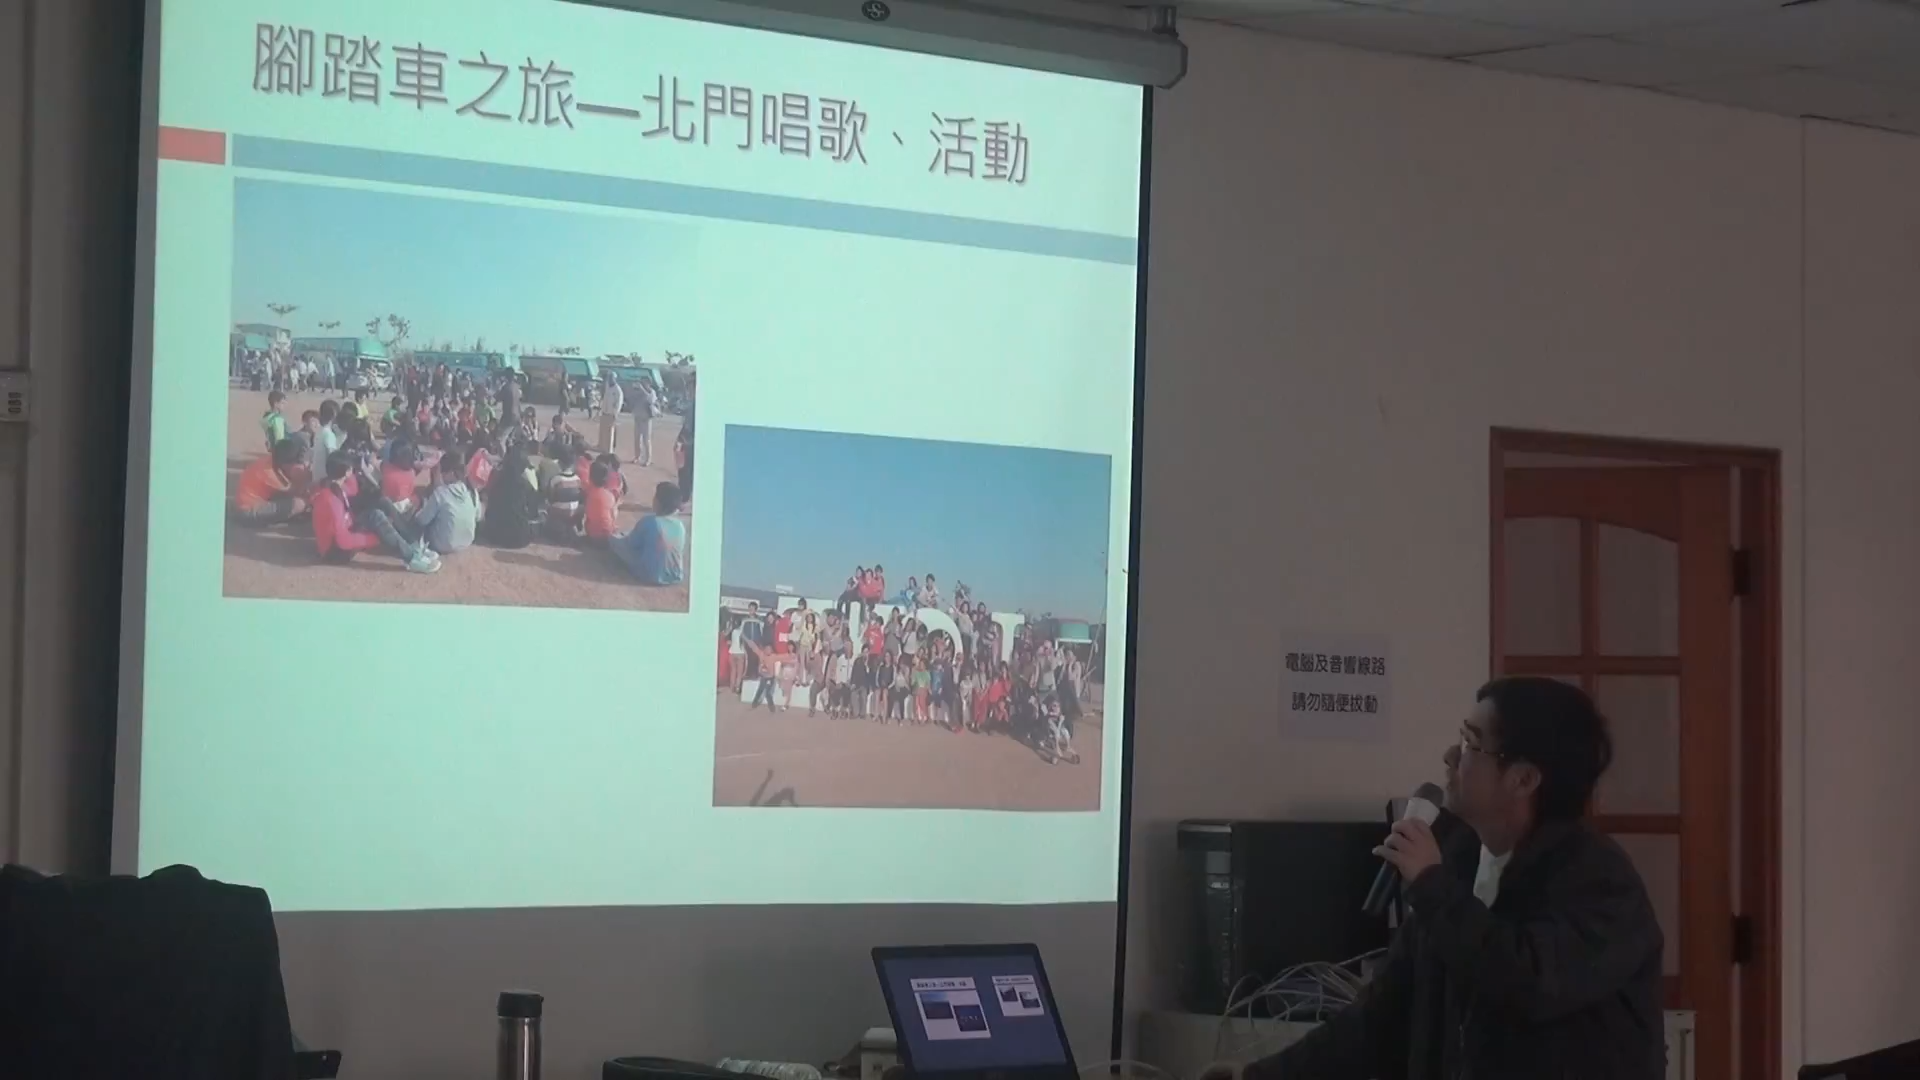 腳踏車之旅—北門唱歌、活動
電腦及音響線路
請勿隨便拔動